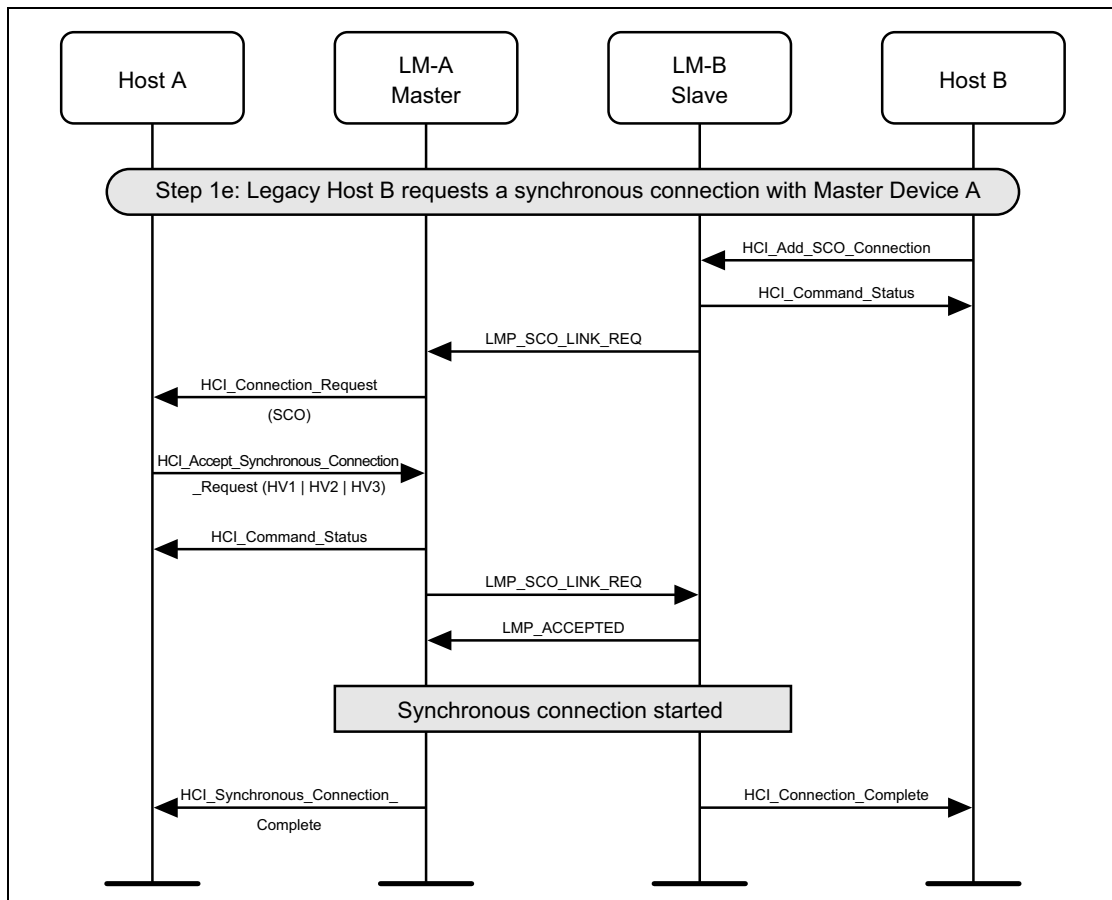 Host A
LM-A
Master
LM-B
Slave
Host B
Step 1e: Legacy Host B requests a synchronous connection with Master Device A
HCI_Add_SCO_Connection
HCI_Command_Status
LMP_SCO_LINK_REQ
HCI_Connection_Request
(SCO)
HCI_Accept_Synchronous_Connection
_Request (HV1 | HV2 | HV3)
HCI_Command_Status
LMP_SCO_LINK_REQ
LMP_ACCEPTED
Synchronous connection started
HCI_Synchronous_Connection_
Complete
HCI_Connection_Complete